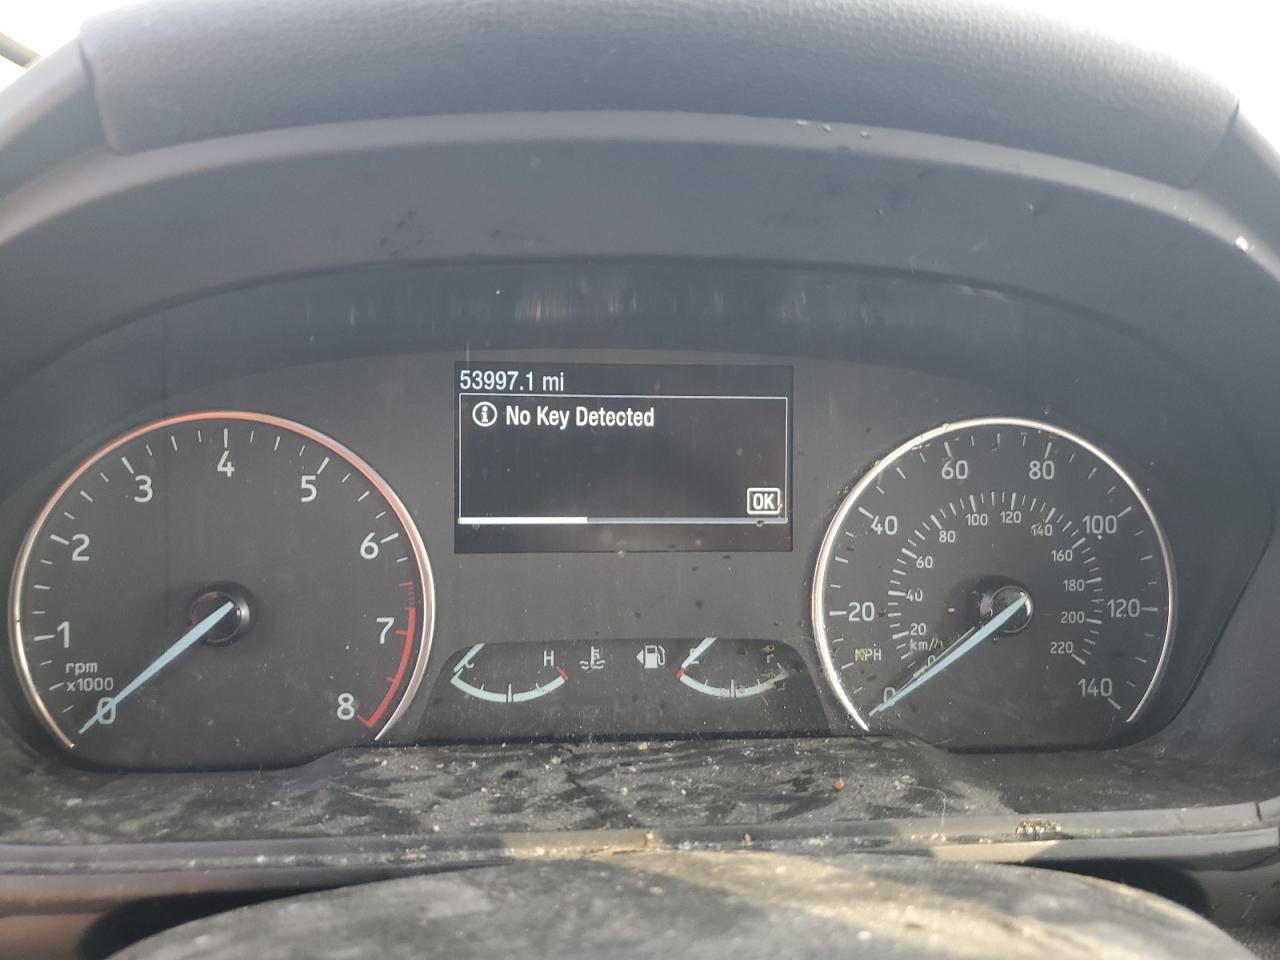 53997.1 mi
i No Key Detected
OK
0 1 2 3 4 5 6 7 8
rpm
x1000
C H
E F
0 20 40 60 80 100 120 140
MPH
0 20 40 60 80 100 120 140 160 180 200 220
km/h